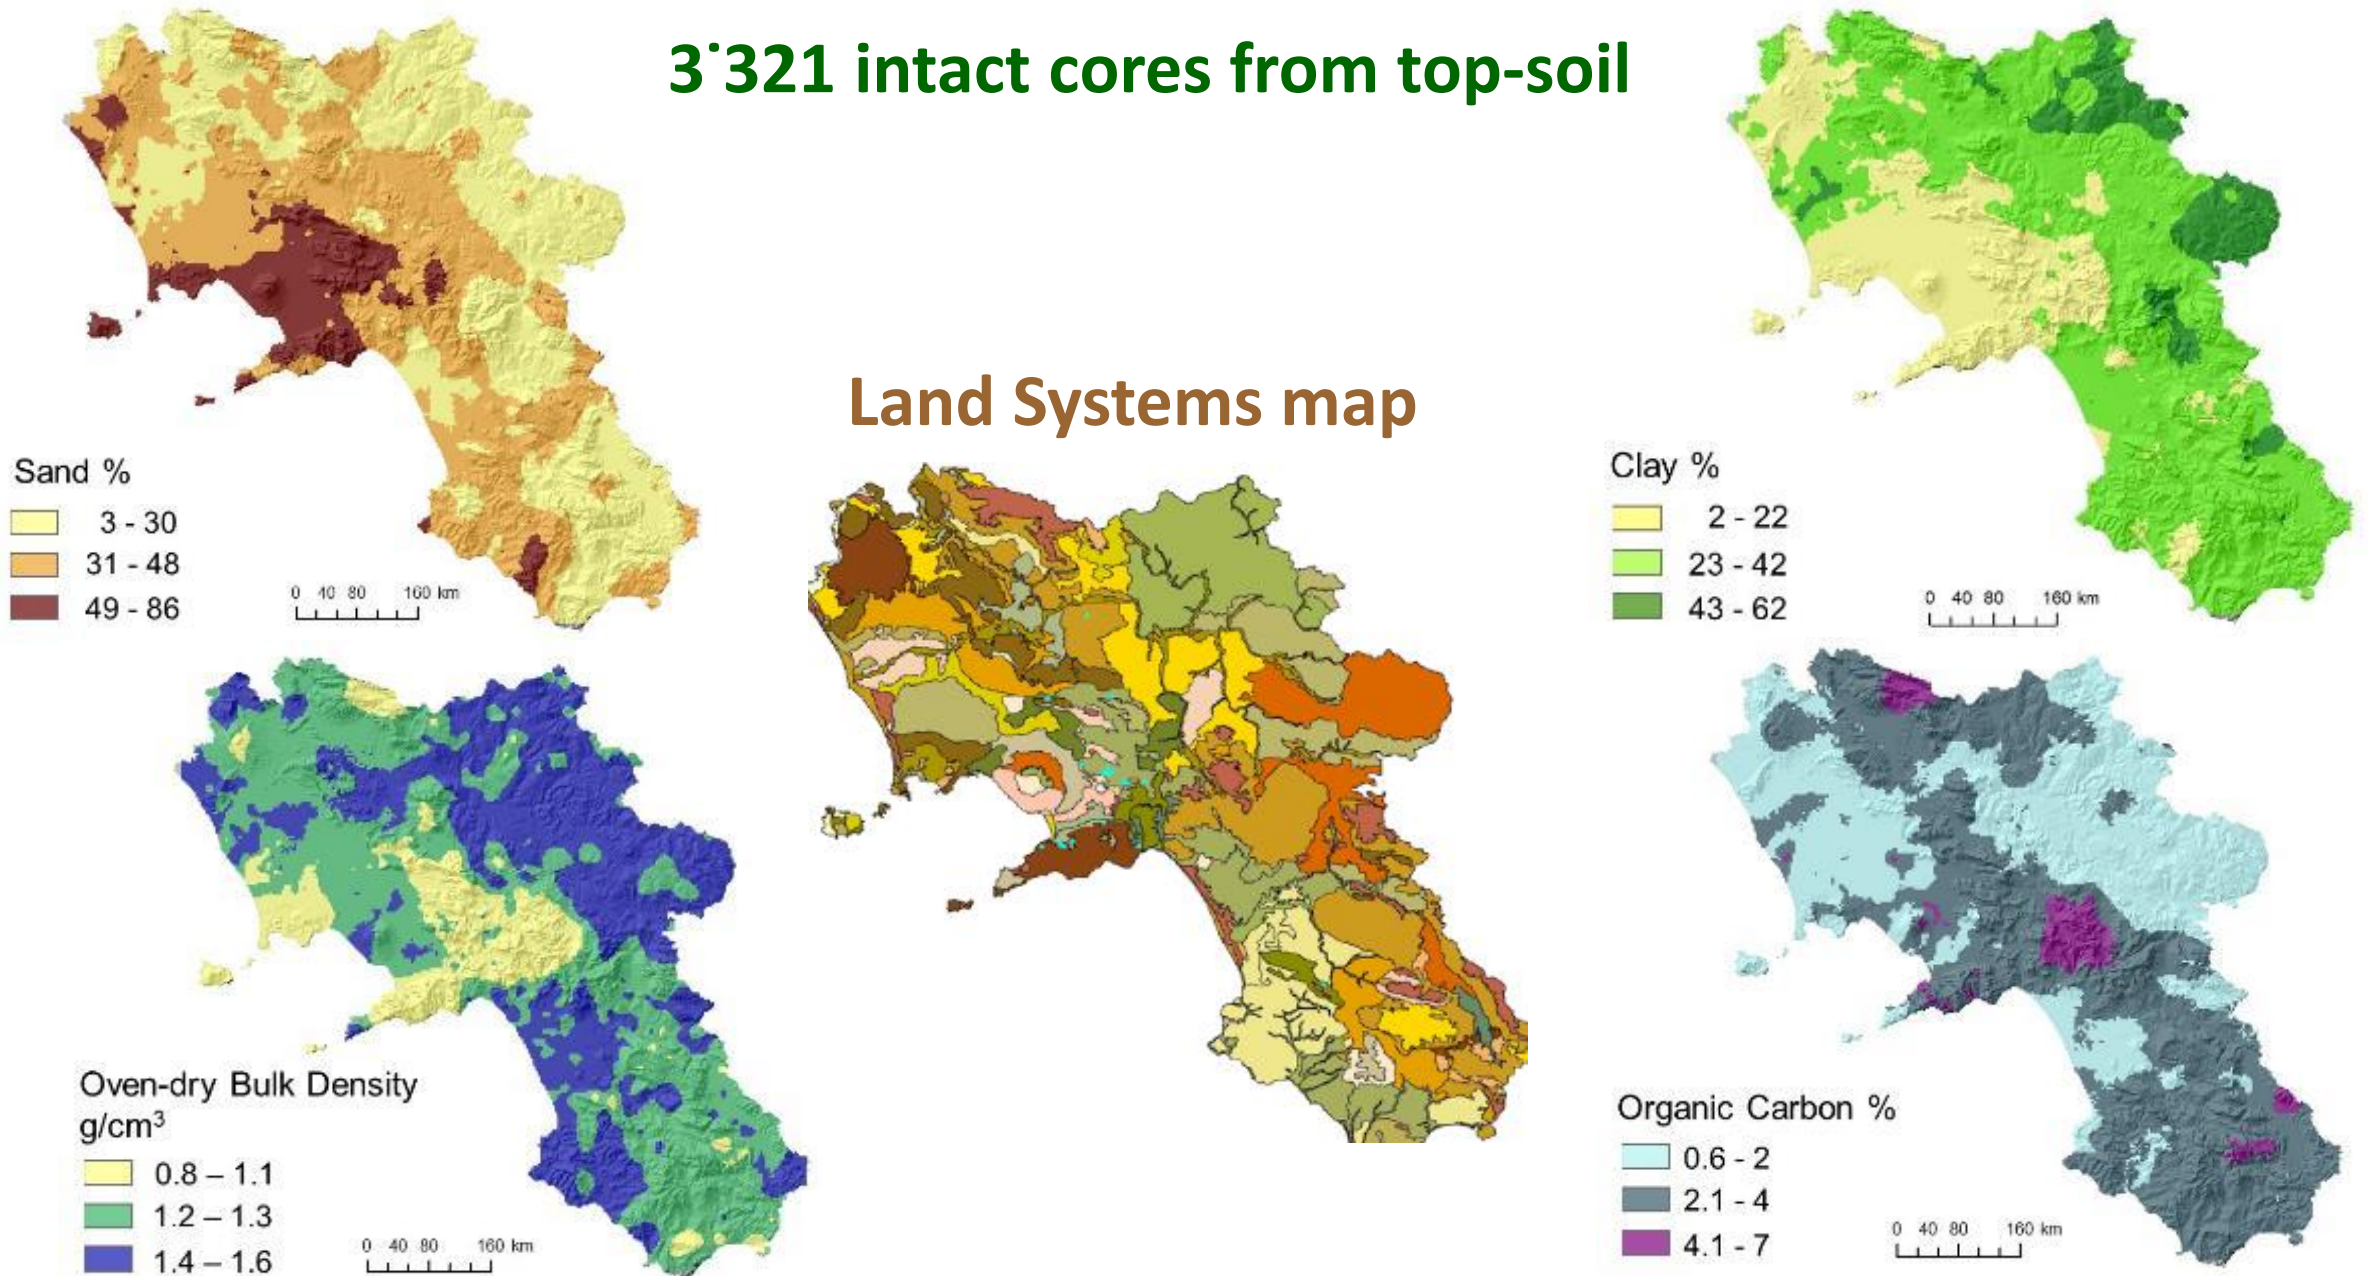 3˙321 intact cores from top-soil
Sand %
3 - 30
31 - 48
49 - 86
0 40 80 160 km
Land Systems map
Clay %
2 - 22
23 - 42
43 - 62
0 40 80 160 km
Oven-dry Bulk Density
g/cm³
0.8 – 1.1
1.2 – 1.3
1.4 – 1.6
0 40 80 160 km
Organic Carbon %
0.6 - 2
2.1 - 4
4.1 - 7
0 40 80 160 km